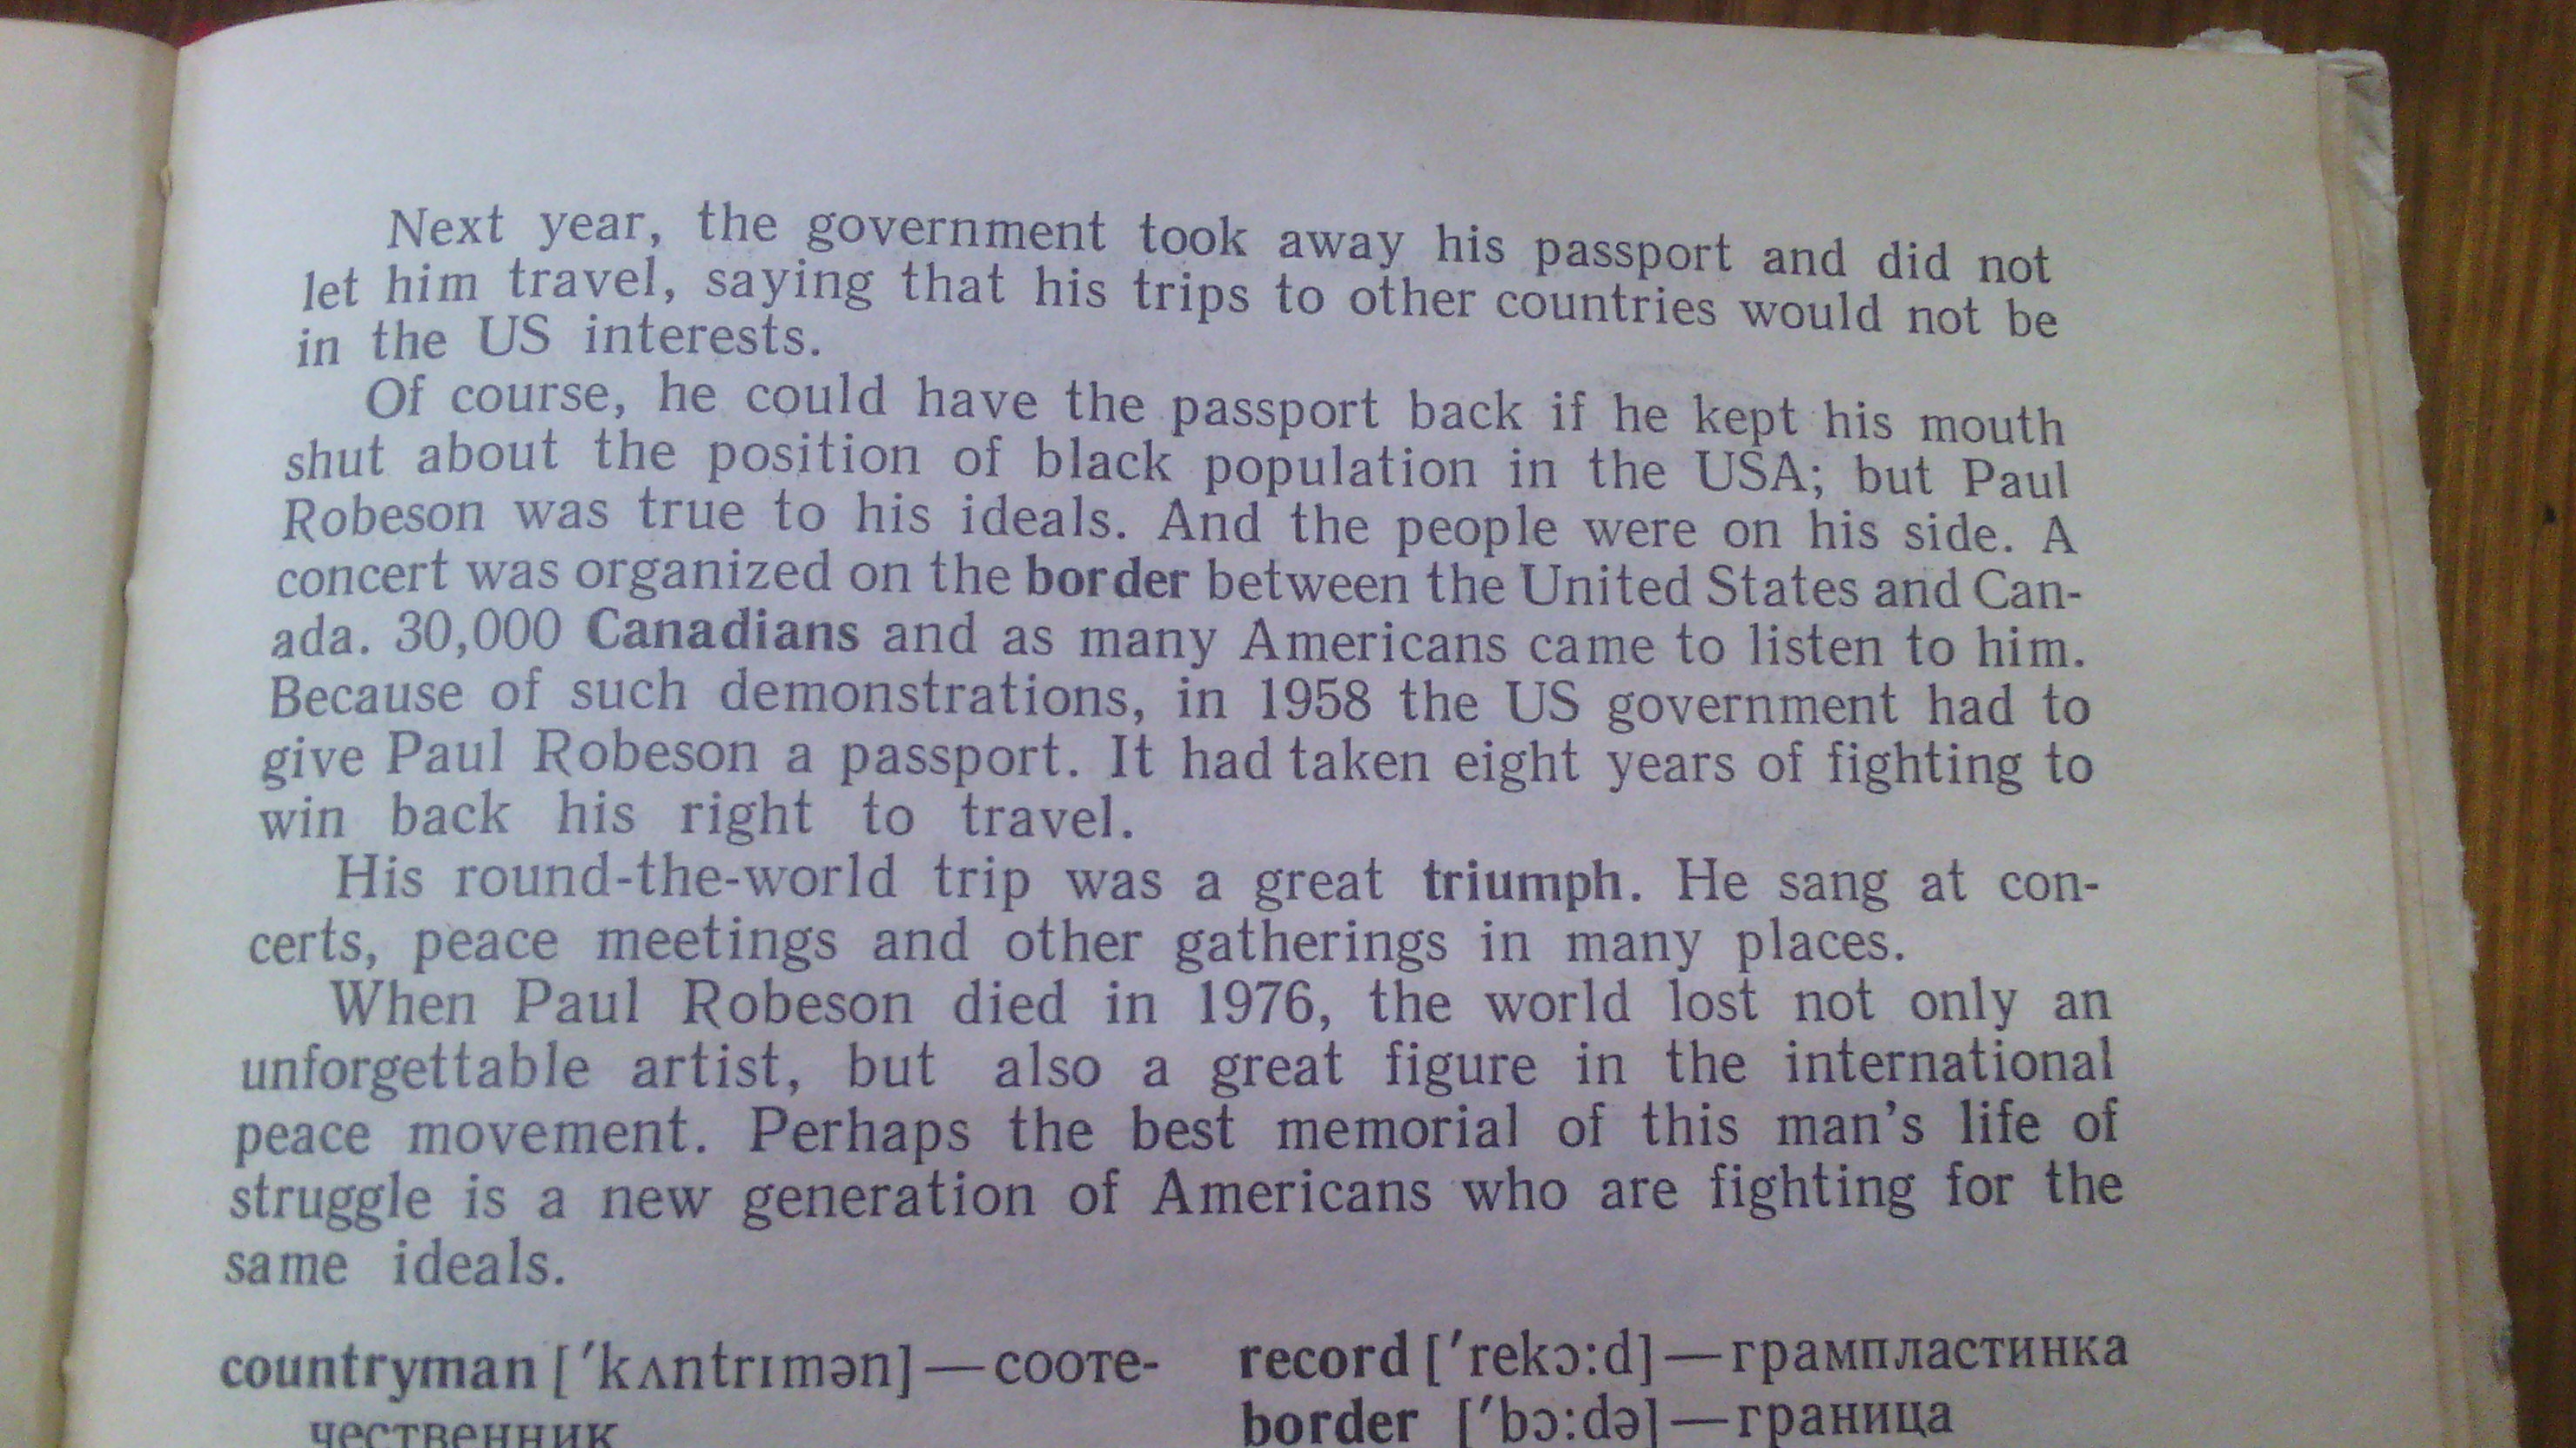 Next year, the government took away his passport and did not
let him travel, saying that his trips to other countries would not be
in the US interests.
Of course, he could have the passport back if he kept his mouth
shut about the position of black population in the USA; but Paul
Robeson was true to his ideals. And the people were on his side. A
concert was organized on the border between the United States and Can-
ada. 30,000 Canadians and as many Americans came to listen to him.
Because of such demonstrations, in 1958 the US government had to
give Paul Robeson a passport. It had taken eight years of fighting to
win back his right to travel.
His round-the-world trip was a great triumph. He sang at con-
certs, peace meetings and other gatherings in many places.
When Paul Robeson died in 1976, the world lost not only an
unforgettable artist, but also a great figure in the international
peace movement. Perhaps the best memorial of this man's life of
struggle is a new generation of Americans who are fighting for the
same ideals.
countryman [ˈkʌntrɪmən] — сооте-
чественник
record [ˈrekɔ:d] — грампластинка
border [ˈbɔ:də] — граница